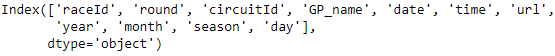 Index(['raceId', 'round', 'circuitId', 'GP_name', 'date', 'time', 'url',
       'year', 'month', 'season', 'day'],
      dtype='object')